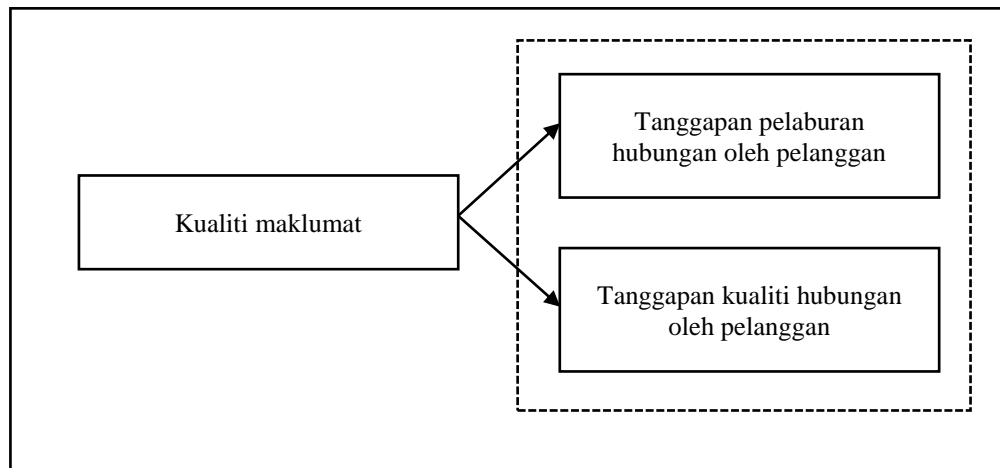 Tanggapan pelaburan
hubungan oleh pelanggan
Kualiti maklumat
Tanggapan kualiti hubungan
oleh pelanggan